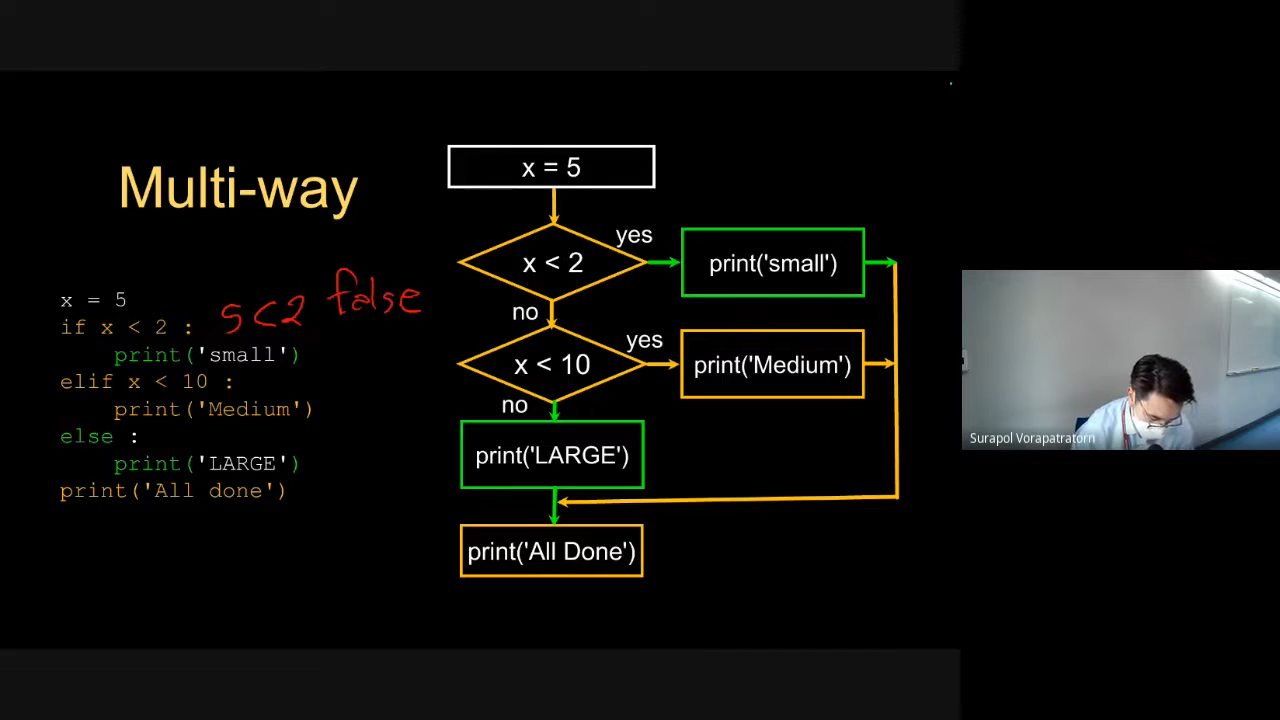 Multi-way
x = 5
if x < 2 :
5 < 2 false
print('small')
elif x < 10 :
print('Medium')
else :
print('LARGE')
print('All done')
x = 5
x < 2
yes
print('small')
no
x < 10
yes
print('Medium')
no
print('LARGE')
print('All Done')
Surapol Vorapatratorn